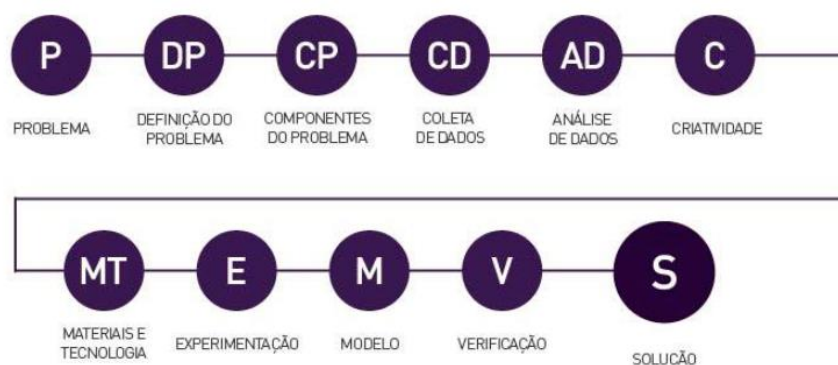 P
DP
CP
CD
AD
C
PROBLEMA
DEFINIÇÃO DO
PROBLEMA
COMPONENTES
DO PROBLEMA
COLETA
DE DADOS
ANÁLISE
DE DADOS
CRIATIVIDADE
MT
E
M
V
S
MATERIAIS E
TECNOLOGIA
EXPERIMENTAÇÃO
MODELO
VERIFICAÇÃO
SOLUCÃO